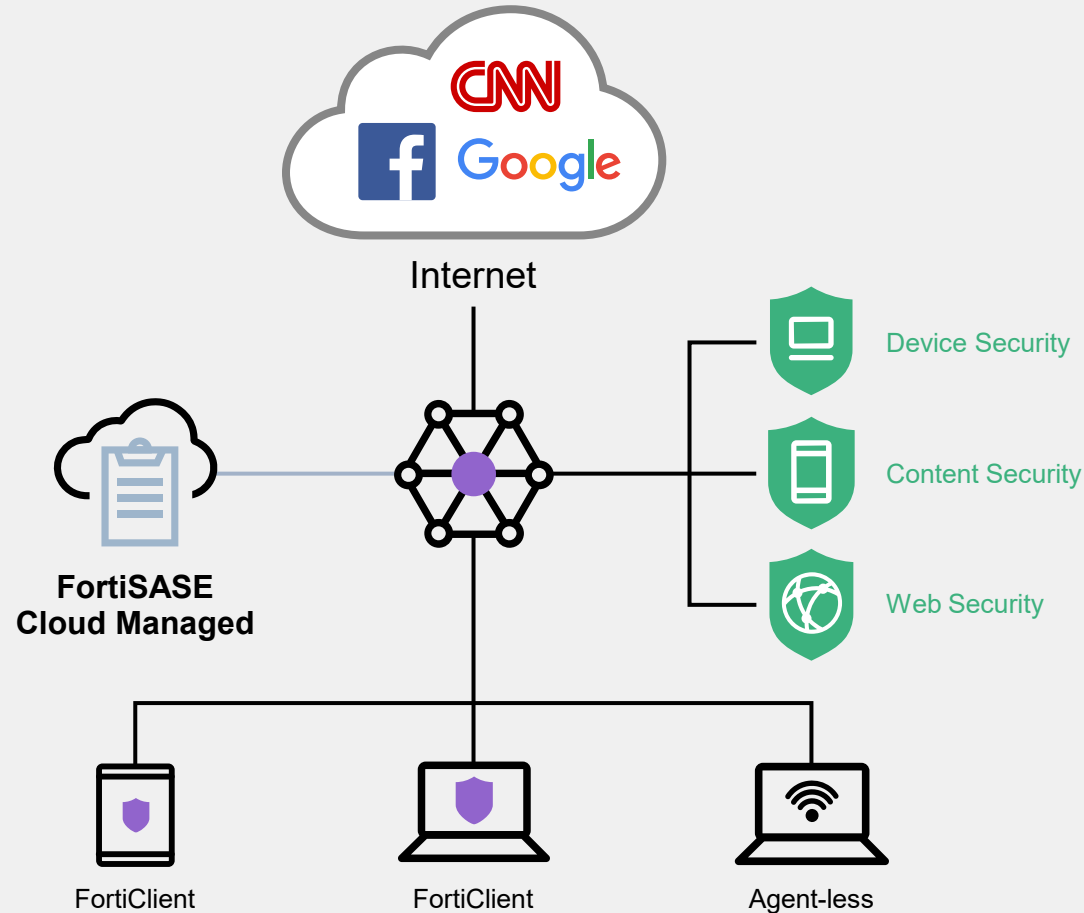 CNN
f Google
Internet
Device Security
Content Security
FortiSASE
Cloud Managed
Web Security
FortiClient
FortiClient
Agent-less